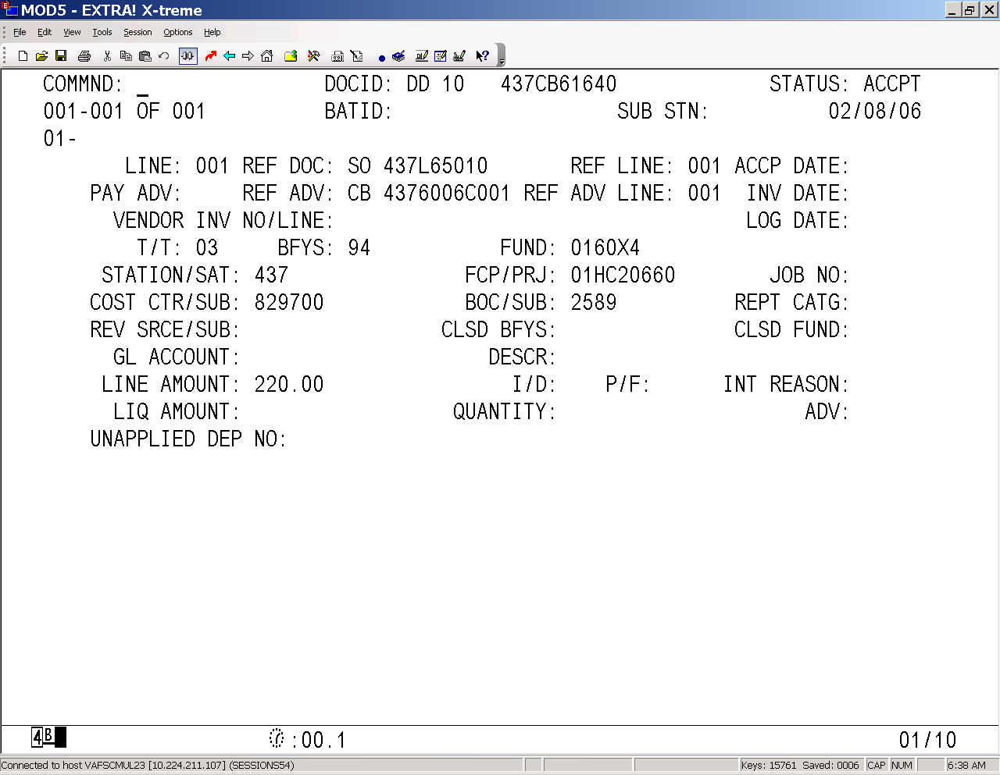 MOD5 - EXTRA! X-treme
File Edit View Tools Session Options Help
COMMND: _ DOCID: DD 10 437CB61640 STATUS: ACCPT
001-001 OF 001 BATID: SUB STN: 02/08/06
01-
LINE: 001 REF DOC: SO 437L65010 REF LINE: 001 ACCP DATE:
PAY ADV: REF ADV: CB 4376006C001 REF ADV LINE: 001 INV DATE:
VENDOR INV NO/LINE: LOG DATE:
T/T: 03 BFYS: 94 FUND: 0160X4
STATION/SAT: 437 FCP/PRJ: 01HC20660 JOB NO:
COST CTR/SUB: 829700 BOC/SUB: 2589 REPT CATG:
REV SRCE/SUB: CLSD BFYS: CLSD FUND:
GL ACCOUNT: DESCR:
LINE AMOUNT: 220.00 I/D: P/F: INT REASON:
LIQ AMOUNT: QUANTITY: ADV:
UNAPPLIED DEP NO:
4B :00.1 01/10
Connected to host VAFSCMUL23 [10.224.211.107] (SESSIONS54) Keys: 15761 Saved: 0006 CAP NUM 6:38 AM